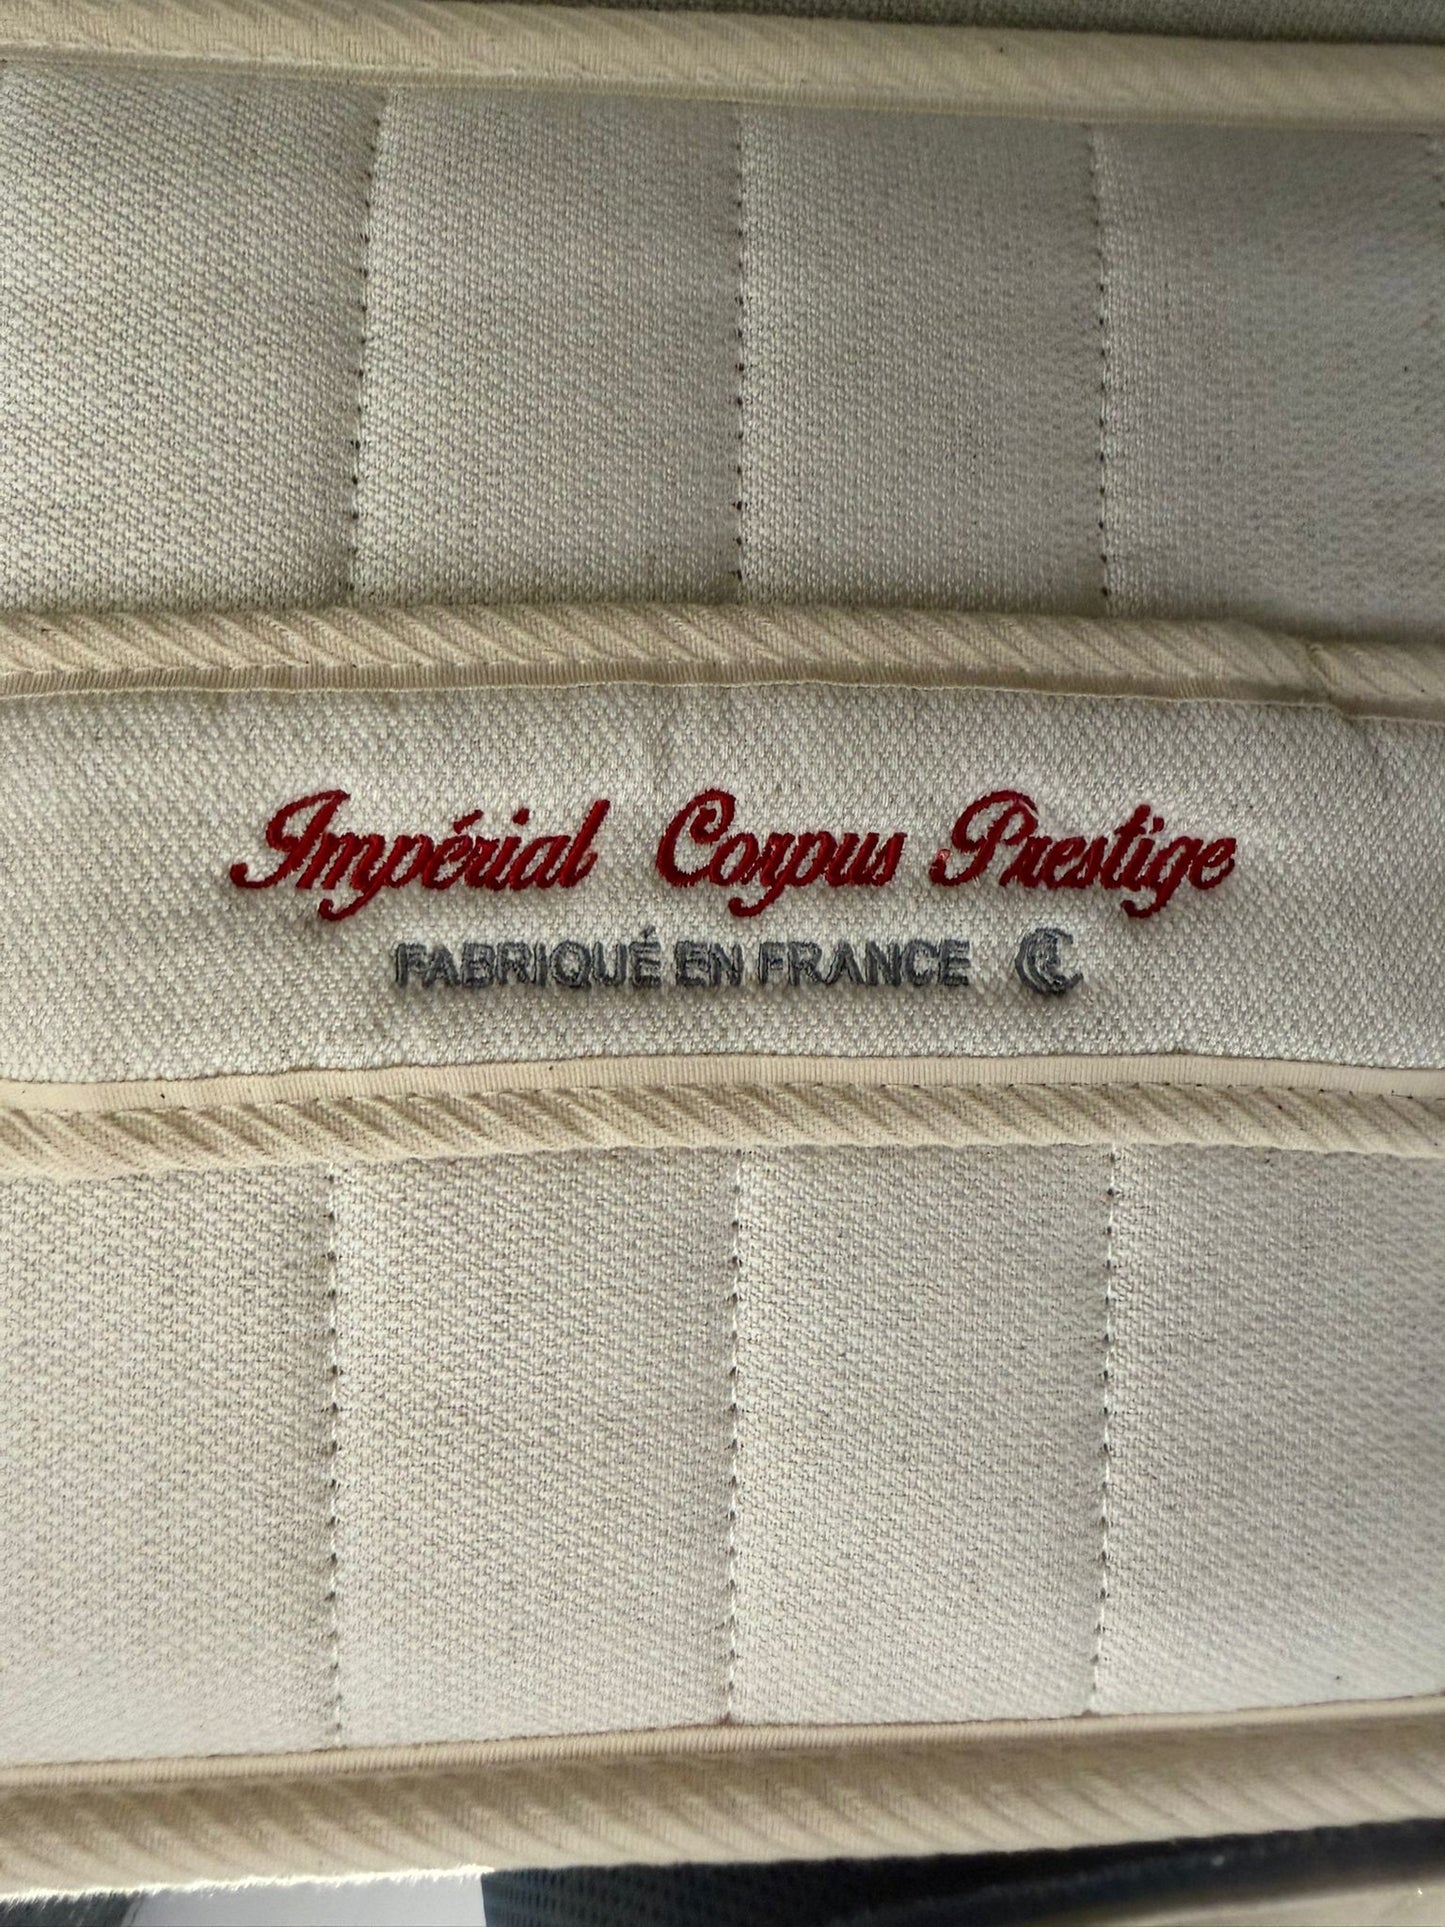 Impérial Corpus Prestige
FABRIQUÉ EN FRANCE